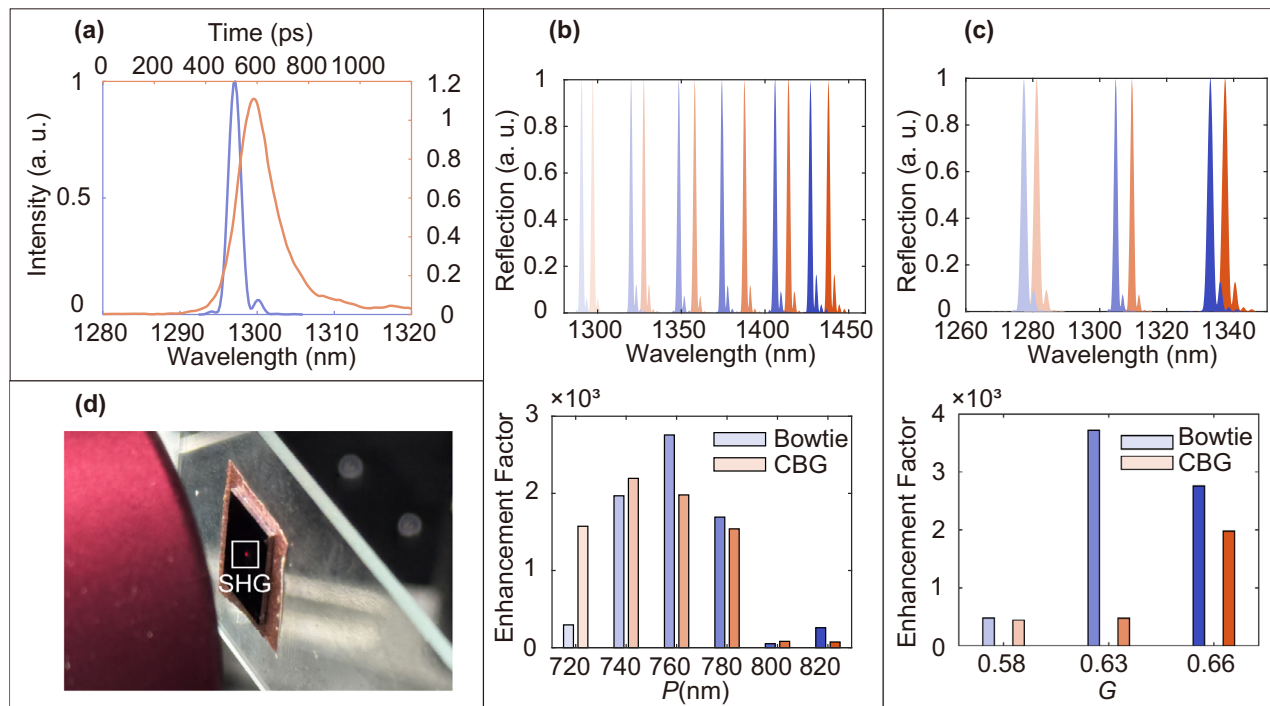 (a)
Time (ps)
0 200 400 600 800 1000
1
0.5
0
Intensity (a. u.)
1.2
1
0.8
0.6
0.4
0.2
0
1280 1290 1300 1310 1320
Wavelength (nm)
(b)
1
0.8
0.6
0.4
0.2
0
Reflection (a. u.)
1300 1350 1400 1450
Wavelength (nm)
×10³
3
2
1
0
Enhancement Factor
Bowtie
CBG
720 740 760 780 800 820
P(nm)
(c)
1
0.8
0.6
0.4
0.2
0
Reflection (a. u.)
1260 1280 1300 1320 1340
Wavelength (nm)
×10³
4
3
2
1
0
Enhancement Factor
Bowtie
CBG
0.58 0.63 0.66
G
(d)
SHG